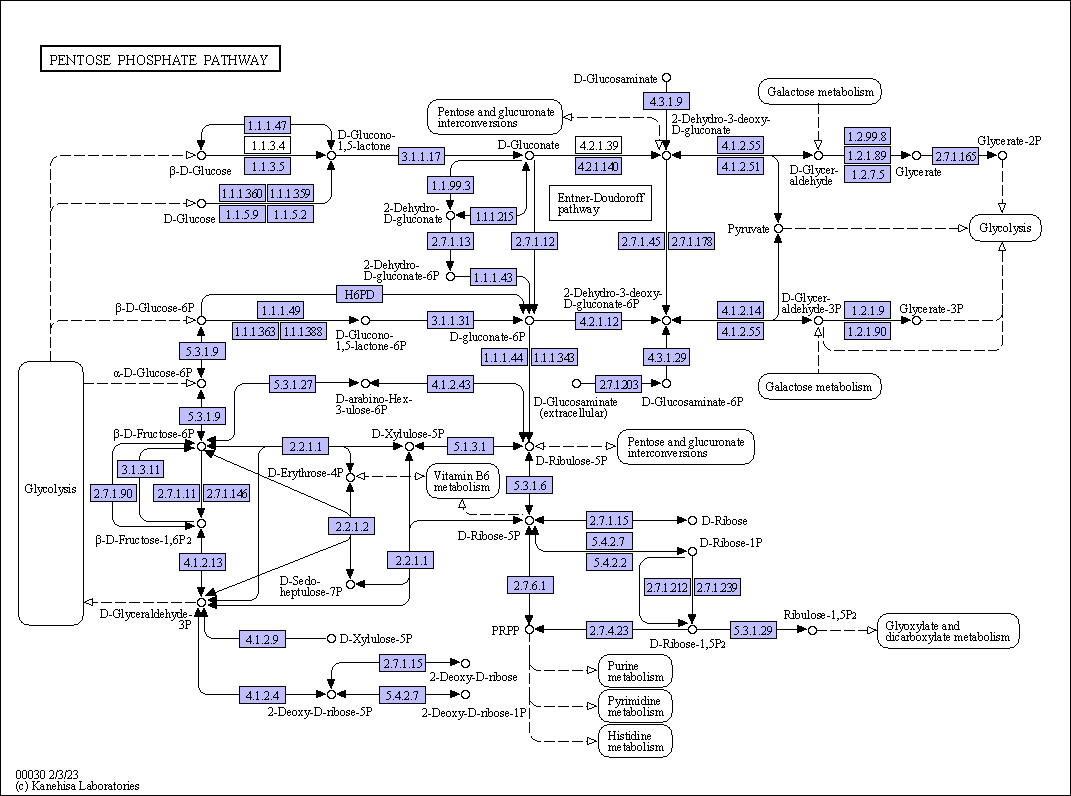 PENTOSE PHOSPHATE PATHWAY
D-Glucosaminate
4.3.1.9
Galactose metabolism
Pentose and glucuronate
interconversions
2-Dehydro-3-deoxy-
D-gluconate
1.1.1.47
1.1.3.4
1.1.3.5
D-Glucono-
1,5-lactone
3.1.1.17
D-Gluconate
4.2.1.39
4.2.1.140
4.1.2.55
4.1.2.51
1.2.99.8
1.2.1.89
1.2.7.5
Glycerate-2P
2.7.1.165
β-D-Glucose
D-Glycer-
aldehyde
Glycerate
1.1.1.360
1.1.1.359
1.1.5.9
1.1.5.2
D-Glucose
1.1.99.3
2-Dehydro-
D-gluconate
1.1.1.215
Entner-Doudoroff
pathway
2.7.1.13
2.7.1.12
2.7.1.45
2.7.1.178
Pyruvate
Glycolysis
2-Dehydro-
D-gluconate-6P
1.1.1.43
H6PD
2-Dehydro-3-deoxy-
D-gluconate-6P
D-Glycer-
aldehyde-3P
β-D-Glucose-6P
1.1.1.49
1.1.1.363
1.1.1.388
D-Glucono-
1,5-lactone-6P
3.1.1.31
D-gluconate-6P
4.2.1.12
4.1.2.14
4.1.2.55
1.2.1.9
1.2.1.90
Glycerate-3P
5.3.1.9
1.1.1.44
1.1.1.343
4.3.1.29
α-D-Glucose-6P
5.3.1.27
D-arabino-Hex-
3-ulose-6P
4.1.2.43
2.7.1.203
D-Glucosaminate
(extracellular)
D-Glucosaminate-6P
Galactose metabolism
5.3.1.9
β-D-Fructose-6P
2.2.1.1
D-Xylulose-5P
5.1.3.1
D-Ribulose-5P
Pentose and glucuronate
interconversions
3.1.3.11
2.7.1.90
2.7.1.11
2.7.1.146
D-Erythrose-4P
Vitamin B6
metabolism
5.3.1.6
Glycolysis
β-D-Fructose-1,6P2
2.2.1.2
D-Ribose-5P
2.7.1.15
D-Ribose
5.4.2.7
5.4.2.2
D-Ribose-1P
4.1.2.13
2.2.1.1
D-Sedo-
heptulose-7P
2.7.6.1
2.7.1.212
2.7.1.239
D-Glyceraldehyde-
3P
PRPP
2.7.4.23
D-Ribose-1,5P2
5.3.1.29
Ribulose-1,5P2
Glyoxylate and
dicarboxylate metabolism
4.1.2.9
D-Xylulose-5P
2.7.1.15
2-Deoxy-D-ribose
Purine
metabolism
4.1.2.4
2-Deoxy-D-ribose-5P
5.4.2.7
2-Deoxy-D-ribose-1P
Pyrimidine
metabolism
Histidine
metabolism
00030 2/3/23
(c) Kanehisa Laboratories